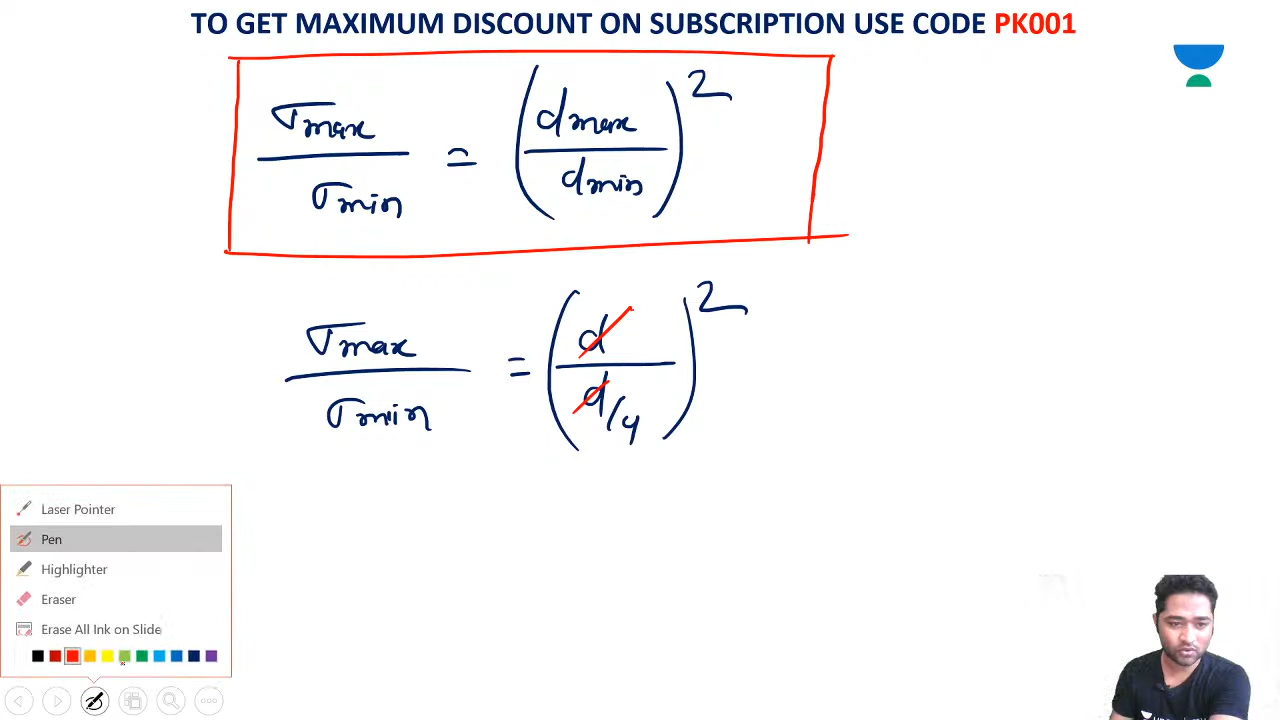 TO GET MAXIMUM DISCOUNT ON SUBSCRIPTION USE CODE PK001
σmax / σmin = (dmax / dmin)²
σmax / σmin = (d / d/4)²
Laser Pointer
Pen
Highlighter
Eraser
Erase All Ink on Slide